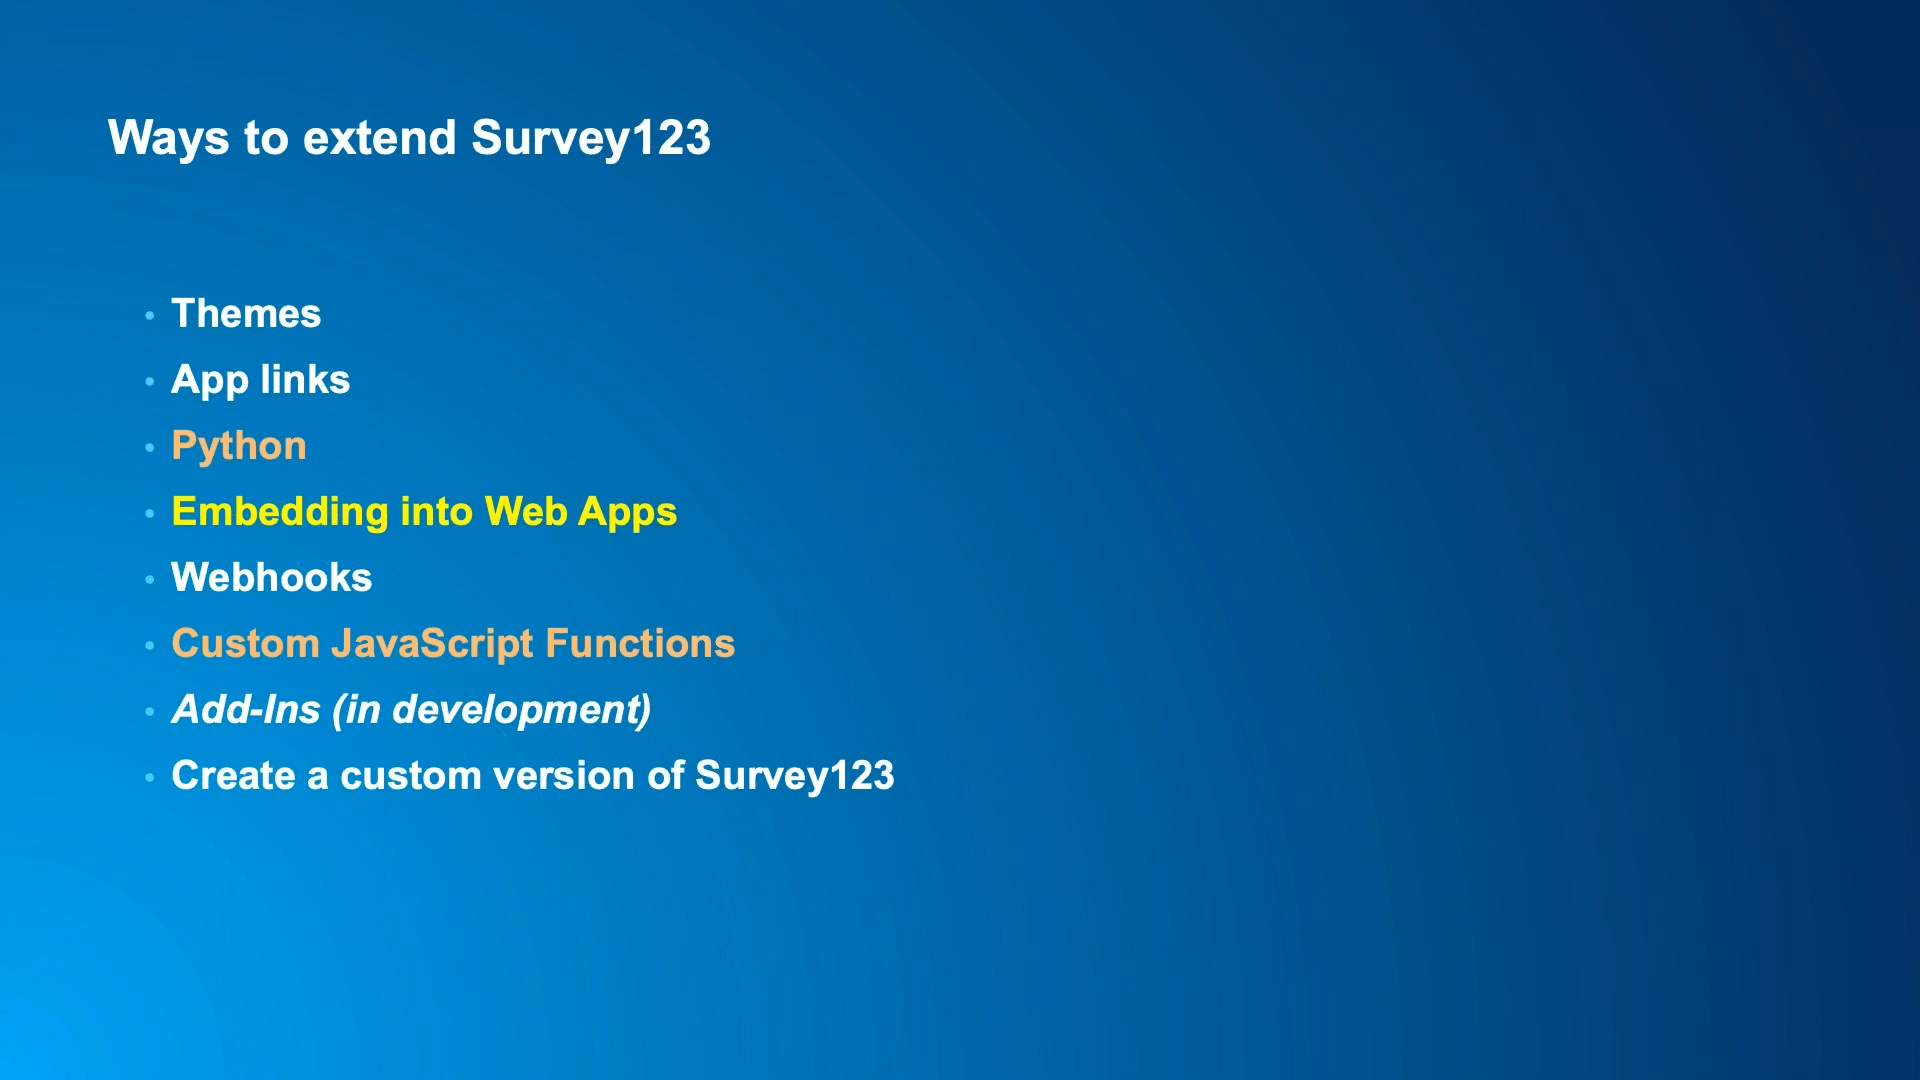 Ways to extend Survey123
• Themes
• App links
• Python
• Embedding into Web Apps
• Webhooks
• Custom JavaScript Functions
• Add-Ins (in development)
• Create a custom version of Survey123